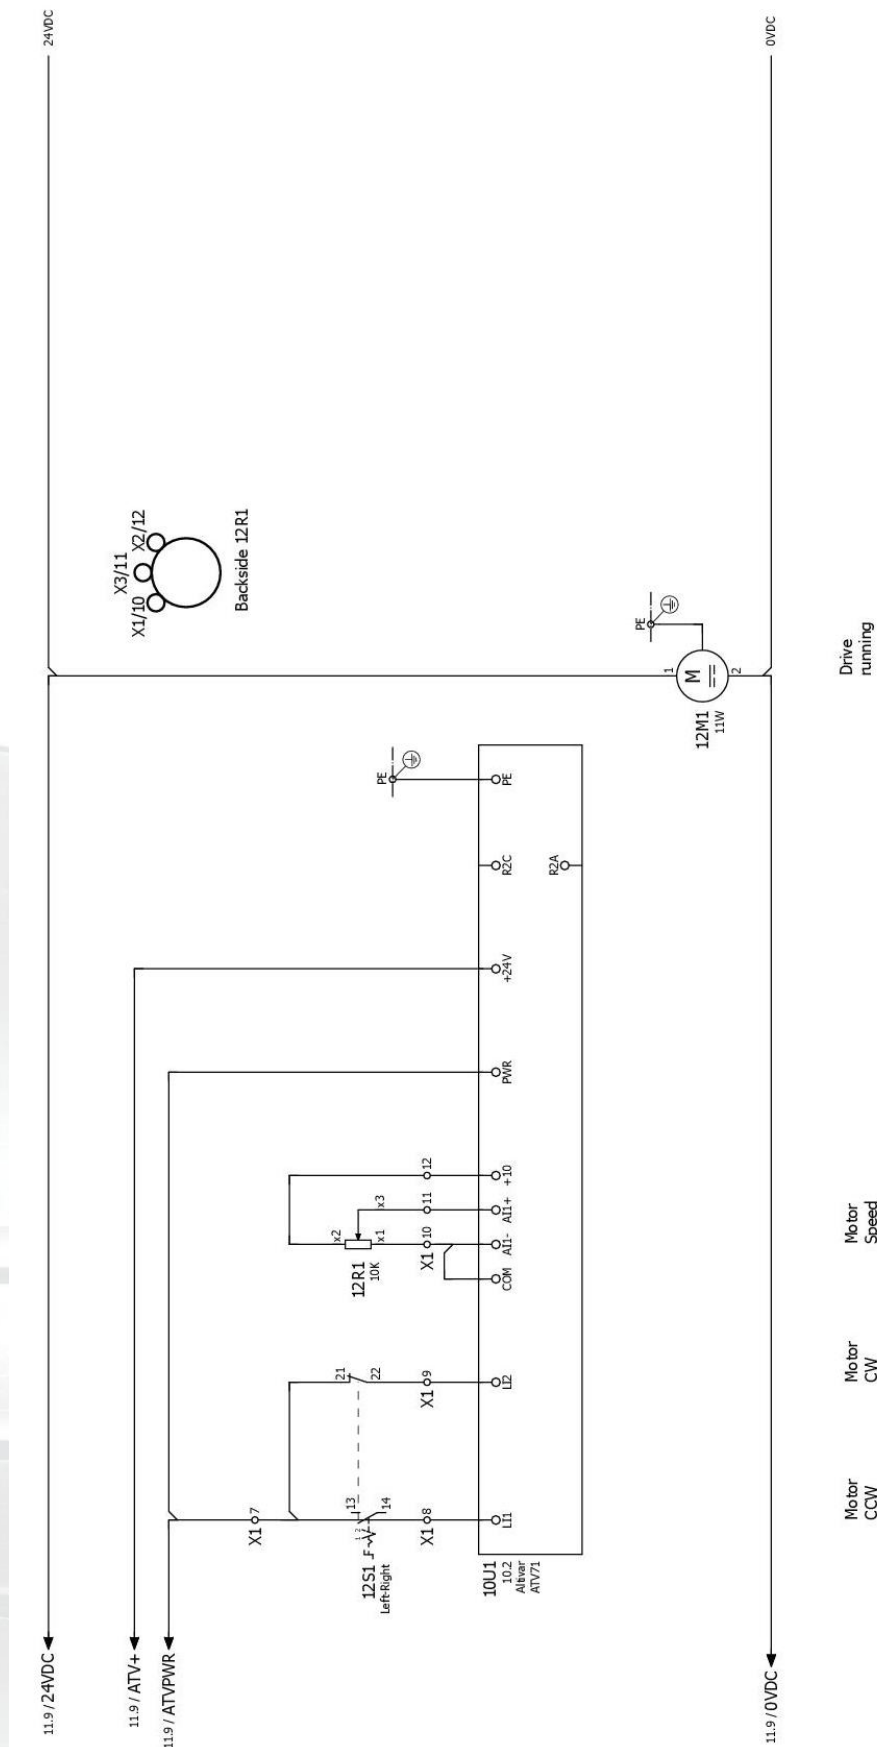 24VDC
0VDC
X1/10
X3/11
X2/12
Backside 12R1
PE
1
M
2
12M1
11W
Drive
running
PE
PE
R2C
R2A
+24V
PWR
12
+10
x3
11
AI1+
x2
x1
10
AI1-
12R1
10K
X1
COM
Motor
Speed
21
22
9
X1
LI2
Motor
CW
7
X1
13
14
1 2
12S1
Left-Right
8
X1
LI1
10U1
10.2
Altivar
ATV71
Motor
CCW
11.9 / 24VDC
11.9 / ATV+
11.9 / ATVPWR
11.9 / 0VDC